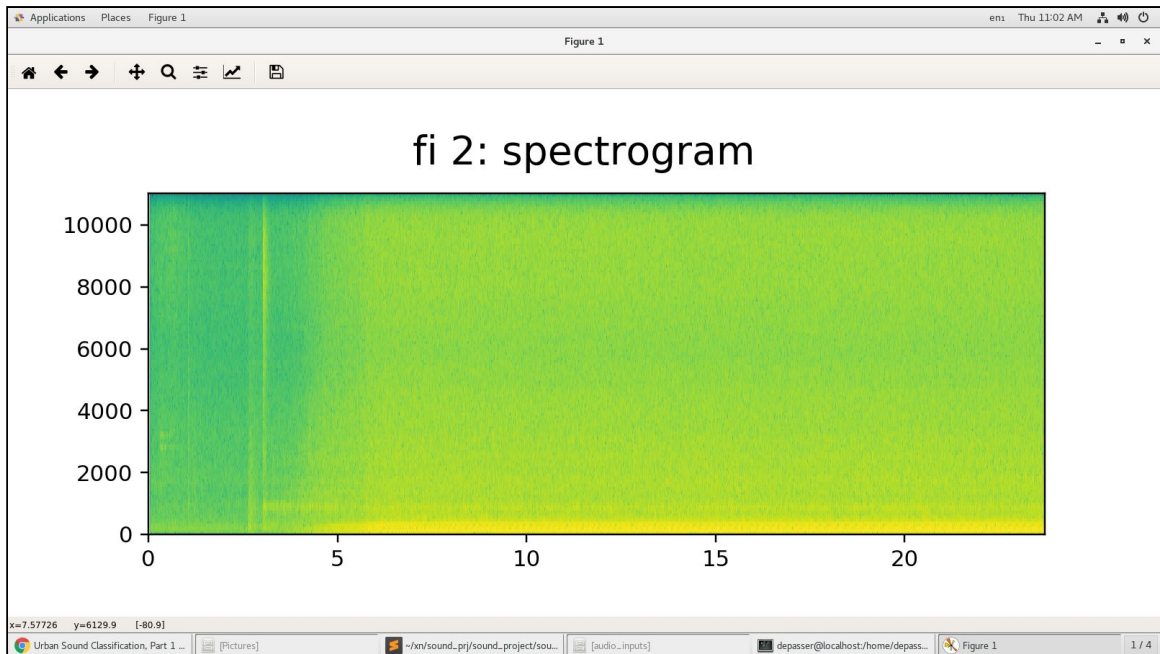 Applications Places Figure 1 en₁ Thu 11:02 AM
Figure 1
fi 2: spectrogram
10000
8000
6000
4000
2000
0
0 5 10 15 20
x=7.57726 y=6129.9 [-80.9]
Urban Sound Classification, Part 1 ... [Pictures] ~/xn/sound_prj/sound_project/sou... [audio_inputs] depasser@localhost:/home/depass... Figure 1 1 / 4